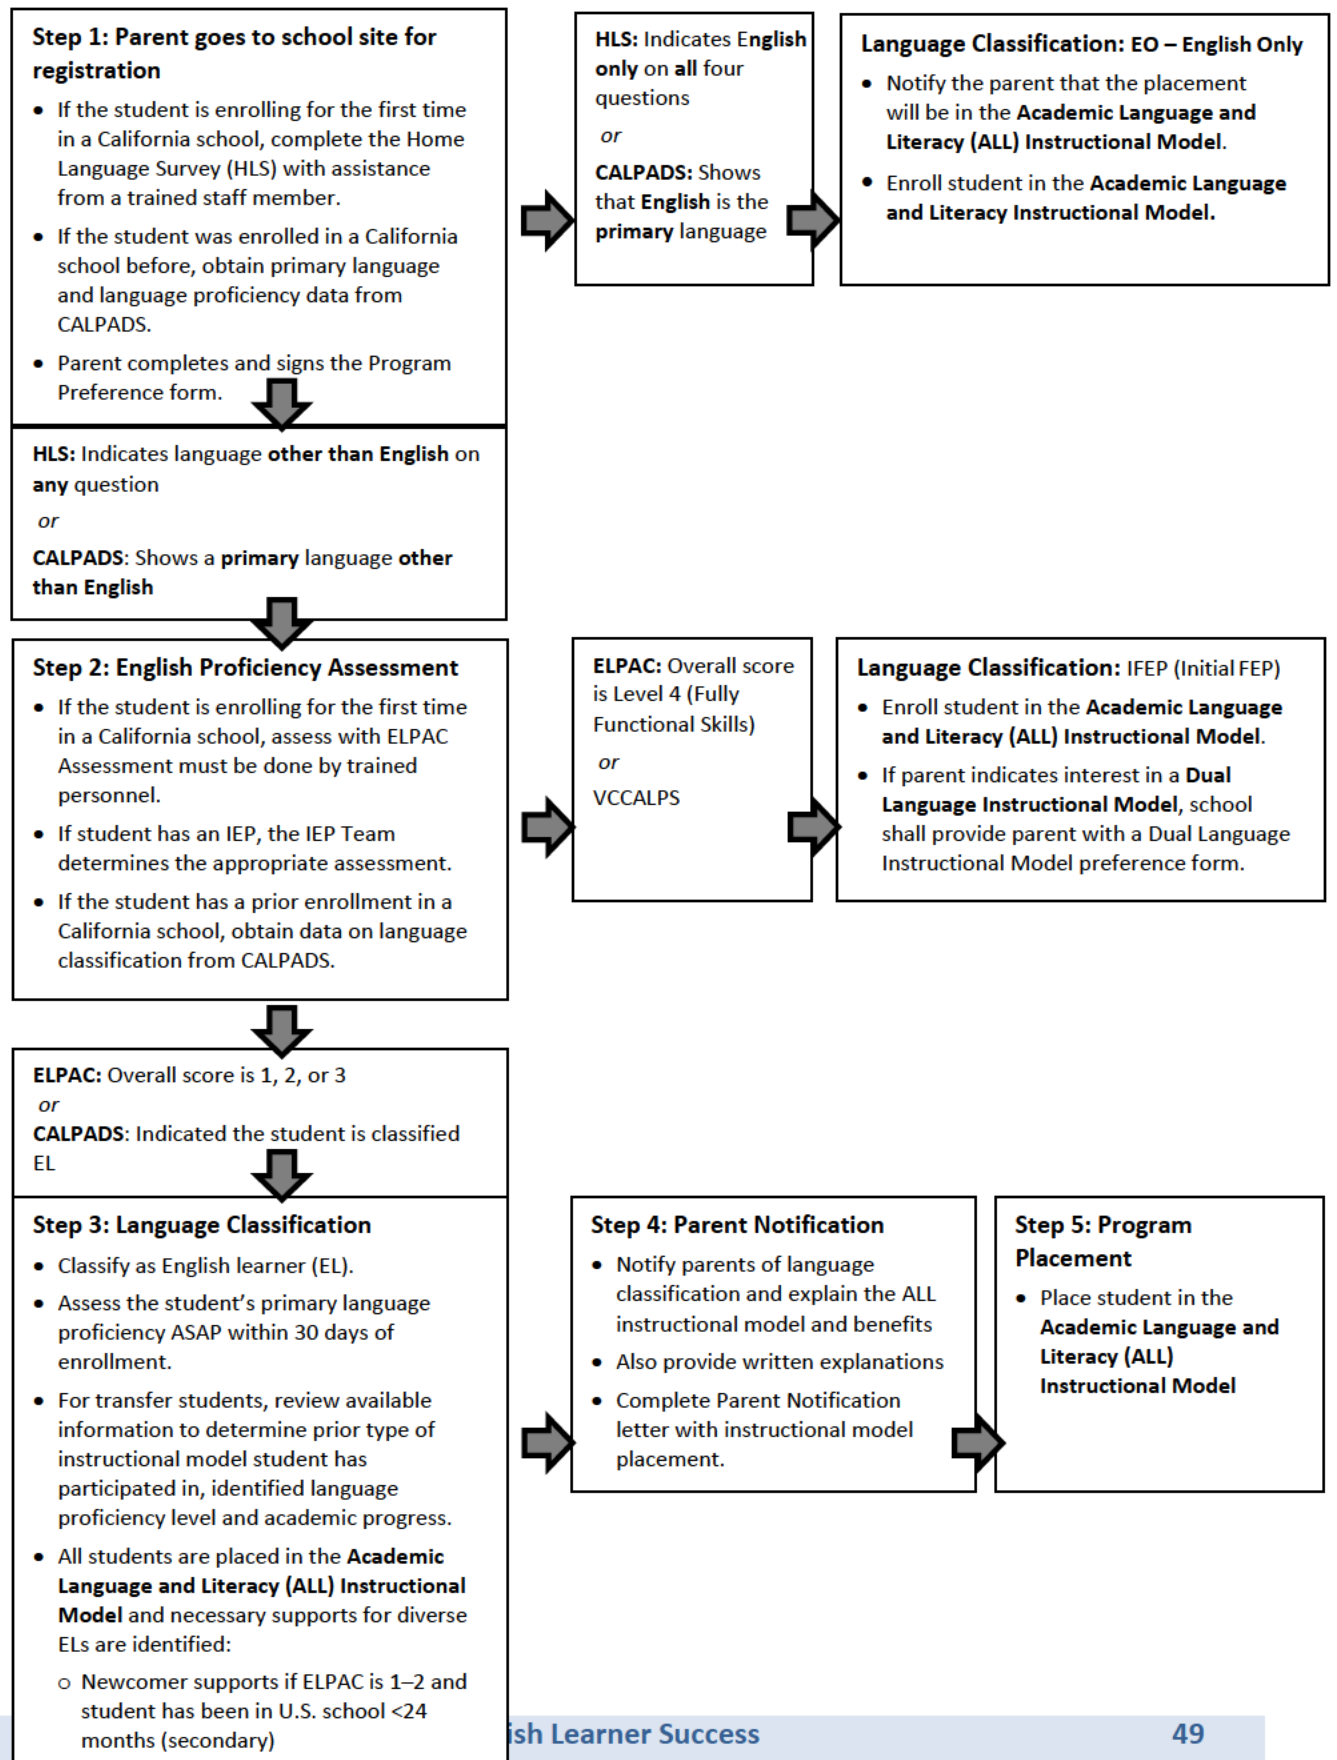 Step 1: Parent goes to school site for
registration
• If the student is enrolling for the first time
in a California school, complete the Home
Language Survey (HLS) with assistance
from a trained staff member.
• If the student was enrolled in a California
school before, obtain primary language
and language proficiency data from
CALPADS.
• Parent completes and signs the Program
Preference form.
HLS: Indicates English
only on all four
questions
or
CALPADS: Shows
that English is the
primary language
Language Classification: EO – English Only
• Notify the parent that the placement
will be in the Academic Language and
Literacy (ALL) Instructional Model.
• Enroll student in the Academic Language
and Literacy Instructional Model.
HLS: Indicates language other than English on
any question
or
CALPADS: Shows a primary language other
than English
Step 2: English Proficiency Assessment
• If the student is enrolling for the first time
in a California school, assess with ELPAC
Assessment must be done by trained
personnel.
• If student has an IEP, the IEP Team
determines the appropriate assessment.
• If the student has a prior enrollment in a
California school, obtain data on language
classification from CALPADS.
ELPAC: Overall score
is Level 4 (Fully
Functional Skills)
or
VCCALPS
Language Classification: IFEP (Initial FEP)
• Enroll student in the Academic Language
and Literacy (ALL) Instructional Model.
• If parent indicates interest in a Dual
Language Instructional Model, school
shall provide parent with a Dual Language
Instructional Model preference form.
ELPAC: Overall score is 1, 2, or 3
or
CALPADS: Indicated the student is classified
EL
Step 3: Language Classification
• Classify as English learner (EL).
• Assess the student's primary language
proficiency ASAP within 30 days of
enrollment.
• For transfer students, review available
information to determine prior type of
instructional model student has
participated in, identified language
proficiency level and academic progress.
• All students are placed in the Academic
Language and Literacy (ALL) Instructional
Model and necessary supports for diverse
ELs are identified:
o Newcomer supports if ELPAC is 1–2 and
student has been in U.S. school <24
months (secondary)
Step 4: Parent Notification
• Notify parents of language
classification and explain the ALL
instructional model and benefits
• Also provide written explanations
• Complete Parent Notification
letter with instructional model
placement.
Step 5: Program
Placement
• Place student in the
Academic Language and
Literacy (ALL)
Instructional Model
ish Learner Success 49